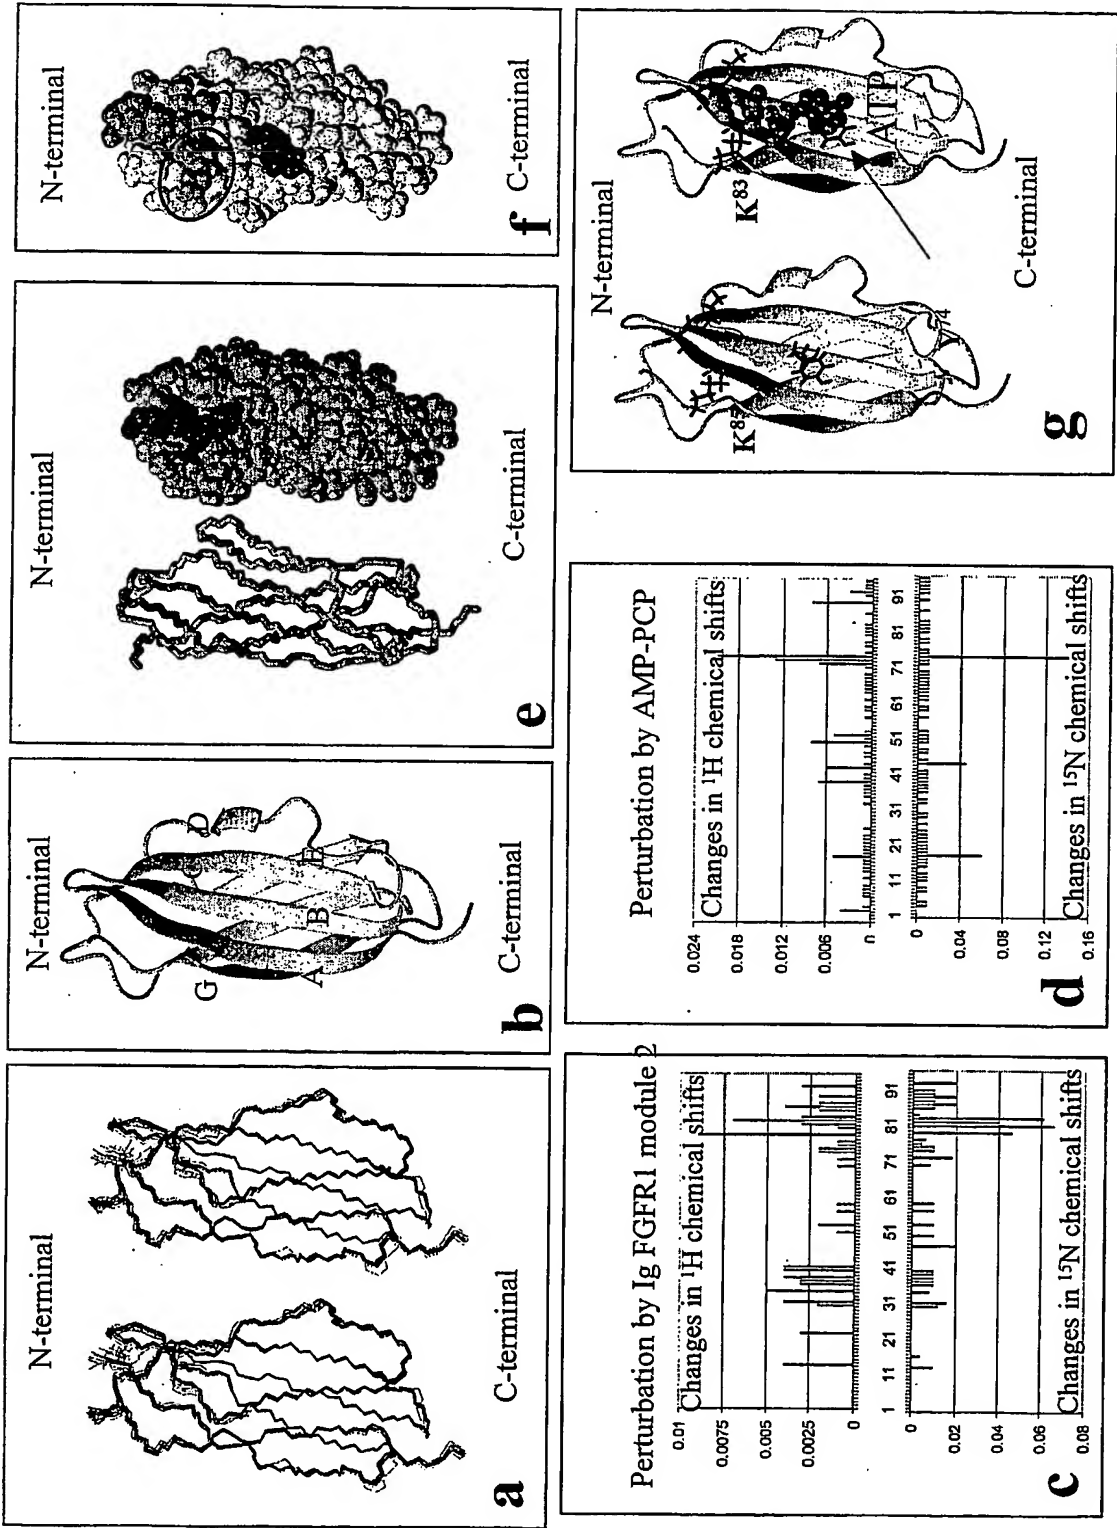 N-terminal
C-terminal
a
N-terminal
G
A
B
C
D
E
C-terminal
b
N-terminal
C-terminal
e
N-terminal
C-terminal
f
Perturbation by Ig FGFR1 module 2
0.01
Changes in ¹H chemical shifts
0.0075
0.005
0.0025
0
1 11 21 31 41 51 61 71 81 91
0
0.02
0.04
0.06
Changes in ¹⁵N chemical shifts
0.08
c
Perturbation by AMP-PCP
0.024
Changes in ¹H chemical shifts
0.018
0.012
0.006
0
1 11 21 31 41 51 61 71 81 91
0
0.04
0.08
0.12
Changes in ¹⁵N chemical shifts
0.16
d
N-terminal
K⁸³
ATP
C-terminal
g